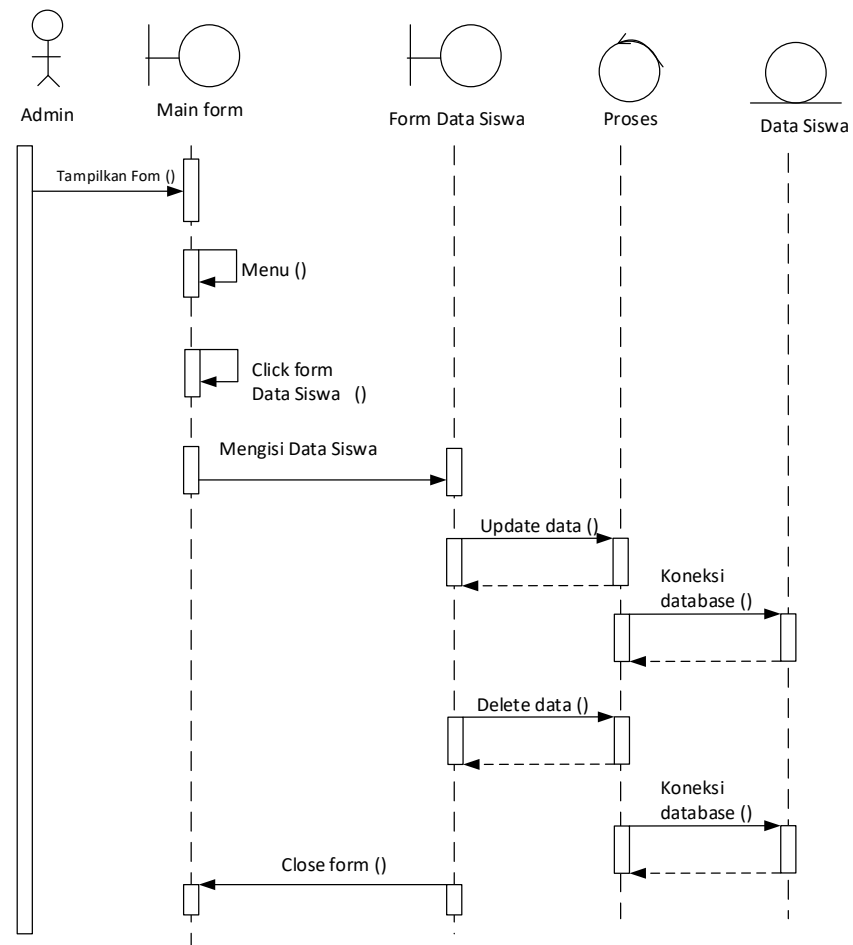 Admin
Main form
Form Data Siswa
Proses
Data Siswa
Tampilkan Fom ()
Menu ()
Click form
Data Siswa ()
Mengisi Data Siswa
Update data ()
Koneksi
database ()
Delete data ()
Koneksi
database ()
Close form ()